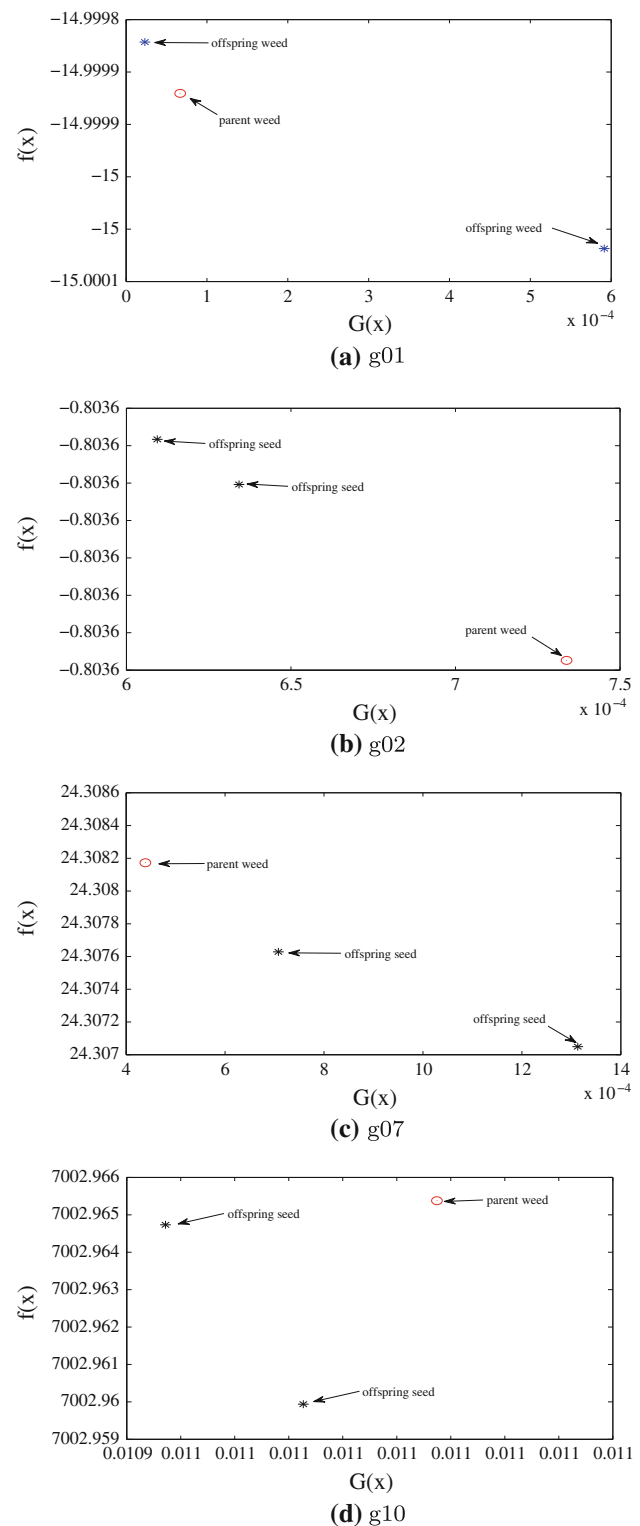 −14.9998
offspring weed
−14.9999
parent weed
−14.9999
f(x)
−15
offspring weed
−15
−15.0001
0 1 2 3 4 5 6
x 10⁻⁴
G(x)
(a) g01
−0.8036
−0.8036
offspring seed
−0.8036
offspring seed
−0.8036
f(x)
−0.8036
−0.8036
−0.8036
parent weed
−0.8036
6 6.5 7 7.5
x 10⁻⁴
G(x)
(b) g02
24.3086
24.3084
24.3082
parent weed
24.308
24.3078
f(x)
24.3076
offspring seed
24.3074
24.3072
offspring seed
24.307
4 6 8 10 12 14
x 10⁻⁴
G(x)
(c) g07
7002.966
parent weed
7002.965
offspring seed
7002.964
7002.963
f(x)
7002.962
7002.961
offspring seed
7002.96
7002.959
0.0109 0.011 0.011 0.011 0.011 0.011 0.011 0.011 0.011 0.011
G(x)
(d) g10